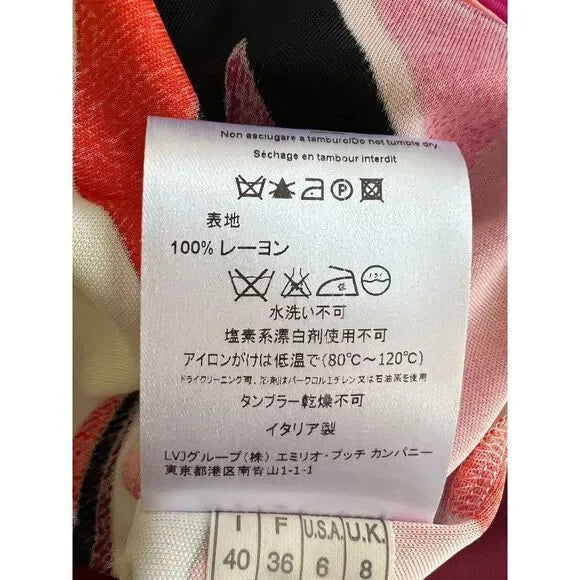 Non asciugare a tamburo/Do not tumble dry.
Séchage en tambour interdit
P
表地
100% レーヨン
水洗い不可
塩素系漂白剤使用不可
アイロンがけは低温で(80℃〜120℃)
ドライクリーニング可、溶剤はパークロルエチレン又は石油系を使用
タンブラー乾燥不可
イタリア製
LVJグループ(株) エミリオ・プッチ カンパニー
東京都港区南青山1-1-1
I F U.S.A. U.K.
40 36 6 8